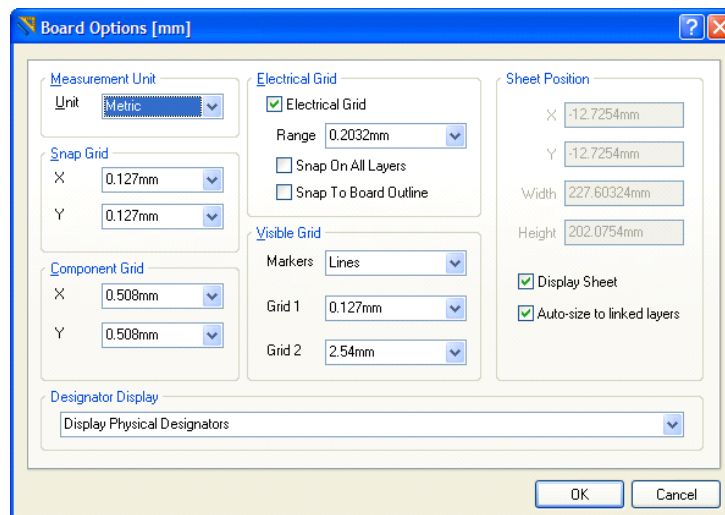 Board Options [mm]
Measurement Unit
Unit Metric
Snap Grid
X 0.127mm
Y 0.127mm
Component Grid
X 0.508mm
Y 0.508mm
Electrical Grid
Electrical Grid
Range 0.2032mm
Snap On All Layers
Snap To Board Outline
Visible Grid
Markers Lines
Grid 1 0.127mm
Grid 2 2.54mm
Sheet Position
X -12.7254mm
Y -12.7254mm
Width 227.60324mm
Height 202.0754mm
Display Sheet
Auto-size to linked layers
Designator Display
Display Physical Designators
OK Cancel